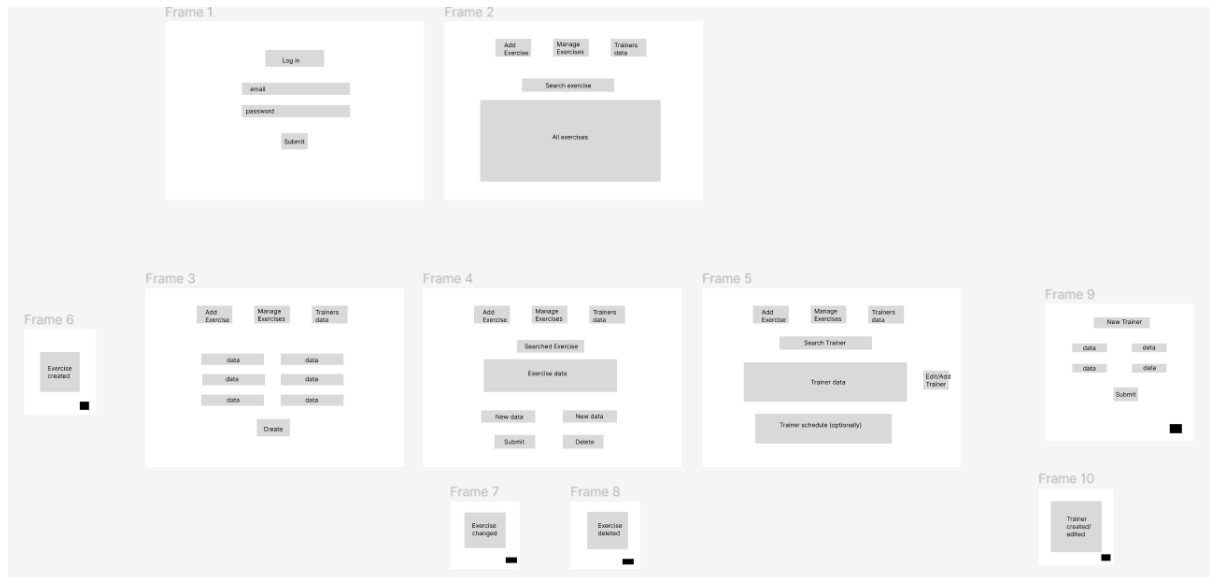 Frame 1
Log in
email
password
Submit
Frame 2
Add
Exercise
Manage
Exercises
Trainers
data
Search exercise
All exercises
Frame 3
Add
Exercise
Manage
Exercises
Trainers
data
data
data
data
data
data
data
Create
Frame 4
Add
Exercise
Manage
Exercises
Trainers
data
Searched Exercise
Exercise data
New data
New data
Submit
Delete
Frame 5
Add
Exercise
Manage
Exercises
Trainers
data
Search Trainer
Trainer data
Edit/Add
Trainer
Trainer schedule (optionally)
Frame 6
Exercise
created
Frame 9
New Trainer
data
data
data
data
Submit
Frame 7
Exercise
changed
Frame 8
Exercise
deleted
Frame 10
Trainer
created/
edited